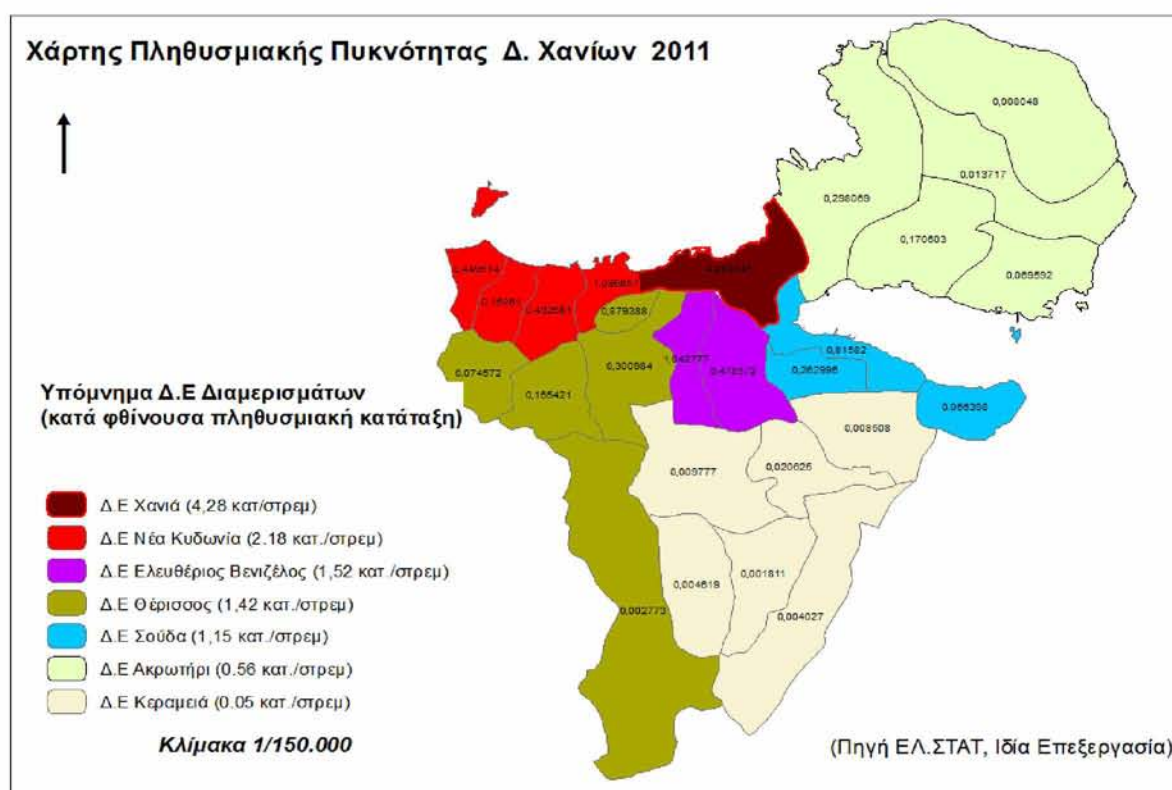 Χάρτης Πληθυσμιακής Πυκνότητας Δ. Χανίων 2011
0,008048
0,013717
0,298069
0,170603
0,069592
0,879388
0,074572
0,300984
0,165421
0,81582
0,262996
0,066398
0,008508
0,009777
0,020625
0,004619
0,001811
0,004027
0,002773
Υπόμνημα Δ.Ε Διαμερισμάτων
(κατά φθίνουσα πληθυσμιακή κατάταξη)
Δ.Ε Χανιά (4,28 κατ/στρεμ)
Δ.Ε Νέα Κυδωνία (2.18 κατ./στρεμ)
Δ.Ε Ελευθέριος Βενιζέλος (1,52 κατ./στρεμ)
Δ.Ε Θέρισσος (1,42 κατ./στρεμ)
Δ.Ε Σούδα (1,15 κατ./στρεμ)
Δ.Ε Ακρωτήρι (0.56 κατ./στρεμ)
Δ.Ε Κεραμειά (0.05 κατ./στρεμ)
Κλίμακα 1/150.000
(Πηγή ΕΛ.ΣΤΑΤ, Ιδία Επεξεργασία)